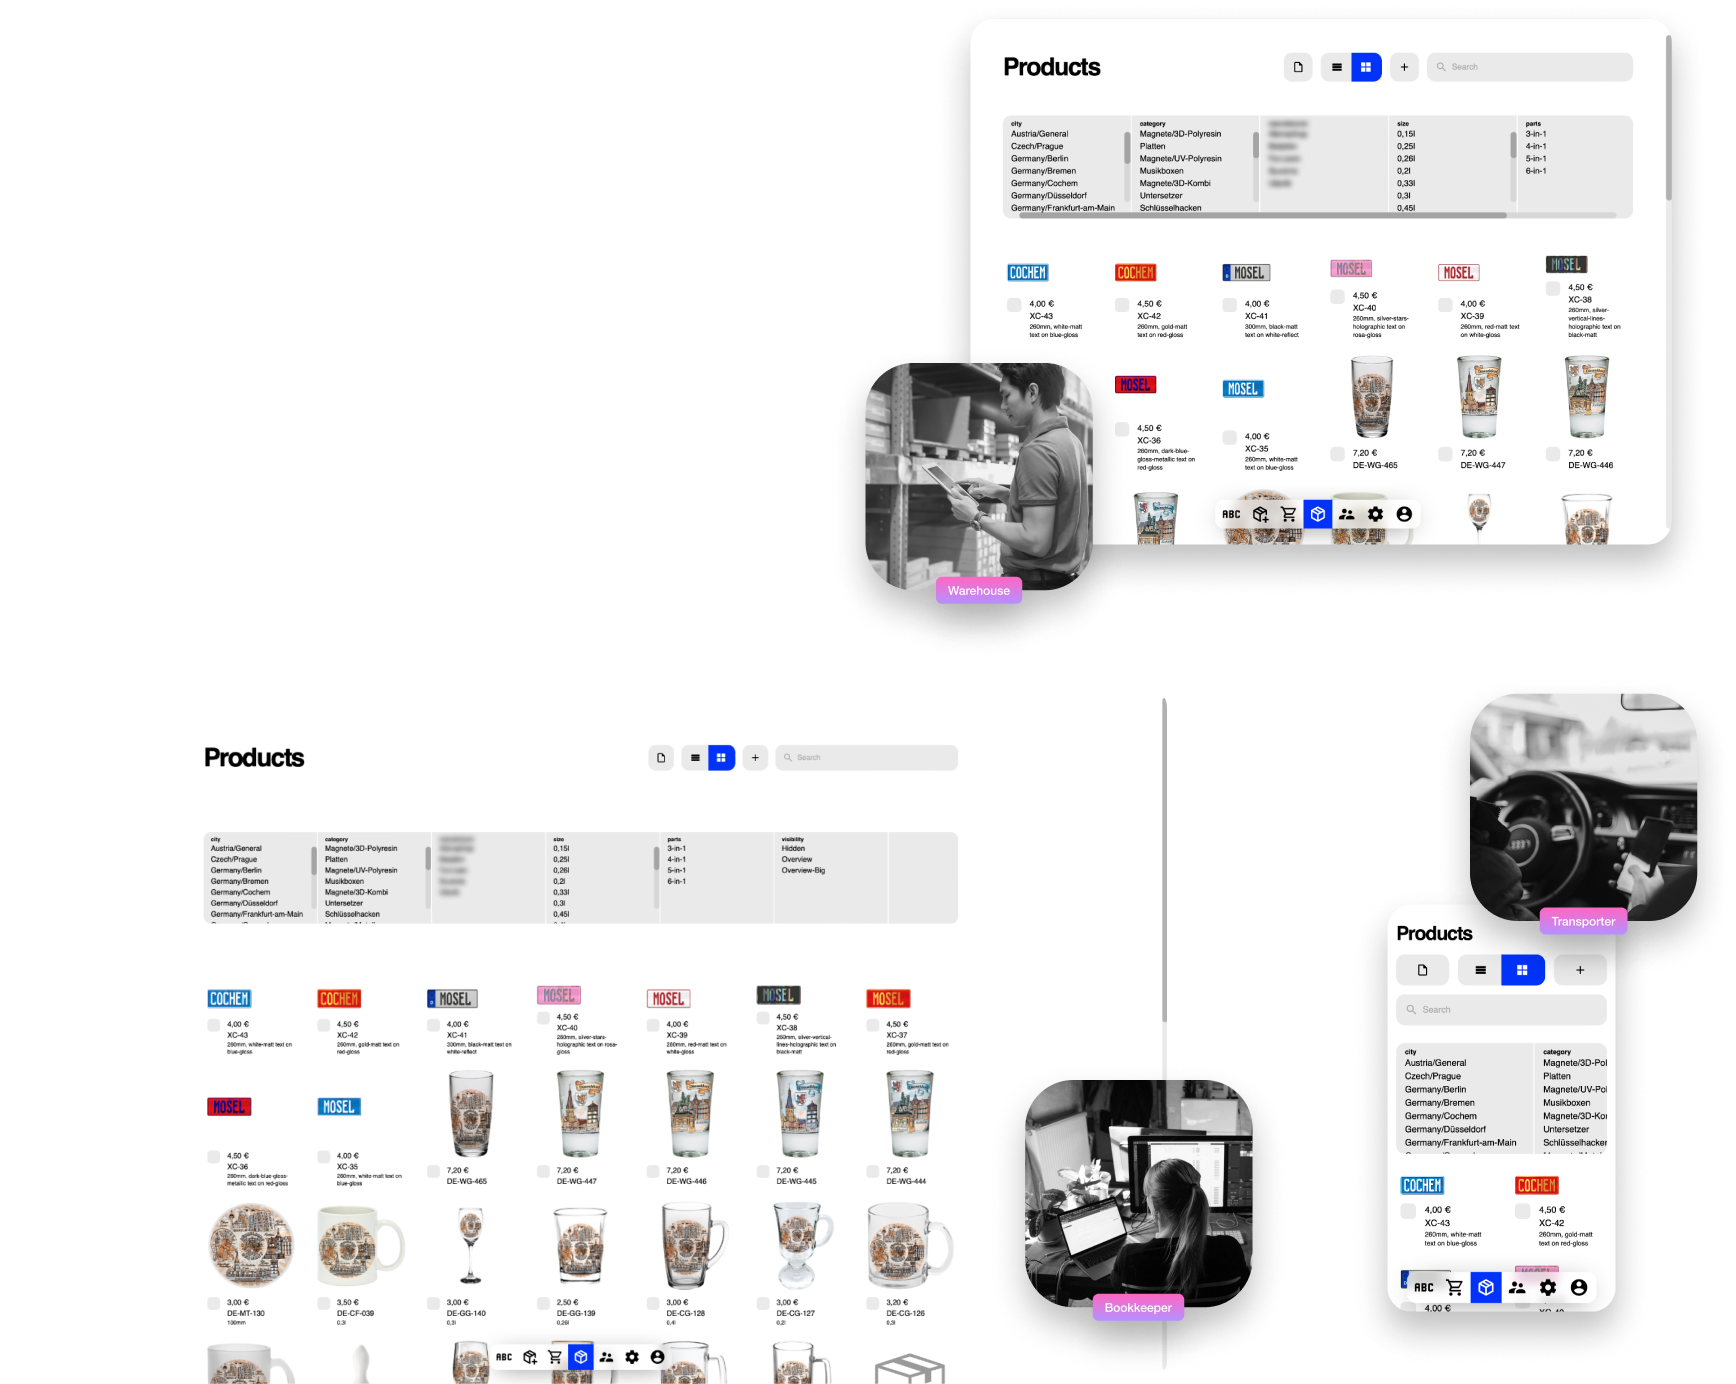 Products
Search
city
Austria/General
Czech/Prague
Germany/Berlin
Germany/Bremen
Germany/Cochem
Germany/Düsseldorf
Germany/Frankfurt-am-Main
category
Magnete/3D-Polyresin
Platten
Magnete/UV-Polyresin
Musikboxen
Magnete/3D-Kombi
Untersetzer
Schlüsselhacken
size
0,15l
0,25l
0,26l
0,2l
0,33l
0,3l
0,45l
parts
3-in-1
4-in-1
5-in-1
6-in-1
COCHEM
4,00 €
XC-43
260mm, white-matt
text on blue-gloss
COCHEM
4,50 €
XC-42
260mm, gold-matt
text on red-gloss
D MOSEL
4,00 €
XC-41
300mm, black-matt
text on white-reflect
MOSEL
4,50 €
XC-40
260mm, silver-stars-
holographic text on
rosa-gloss
MOSEL
4,00 €
XC-39
260mm, red-matt text
on white-gloss
MOSEL
4,50 €
XC-38
260mm, silver-
vertical-lines-
holographic text on
black-matt
MOSEL
4,50 €
XC-36
260mm, dark-blue-
gloss-metallic text on
red-gloss
MOSEL
4,00 €
XC-35
260mm, white-matt
text on blue-gloss
7,20 €
DE-WG-465
7,20 €
DE-WG-447
7,20 €
DE-WG-446
ABC
Warehouse
Products
Search
city
Austria/General
Czech/Prague
Germany/Berlin
Germany/Bremen
Germany/Cochem
Germany/Düsseldorf
Germany/Frankfurt-am-Main
category
Magnete/3D-Polyresin
Platten
Magnete/UV-Polyresin
Musikboxen
Magnete/3D-Kombi
Untersetzer
Schlüsselhacken
size
0,15l
0,25l
0,26l
0,2l
0,33l
0,3l
0,45l
parts
3-in-1
4-in-1
5-in-1
6-in-1
visibility
Hidden
Overview
Overview-Big
COCHEM
4,00 €
XC-43
260mm, white-matt text on
blue-gloss
COCHEM
4,50 €
XC-42
260mm, gold-matt text on
red-gloss
D MOSEL
4,00 €
XC-41
300mm, black-matt text on
white-reflect
MOSEL
4,50 €
XC-40
260mm, silver-stars-
holographic text on rosa-
gloss
MOSEL
4,00 €
XC-39
260mm, red-matt text on
white-gloss
MOSEL
4,50 €
XC-38
260mm, silver-vertical-
lines-holographic text on
black-matt
MOSEL
4,50 €
XC-37
260mm, gold-matt text on
red-gloss
MOSEL
4,50 €
XC-36
260mm, dark-blue-gloss-
metallic text on red-gloss
MOSEL
4,00 €
XC-35
260mm, white-matt text on
blue-gloss
7,20 €
DE-WG-465
7,20 €
DE-WG-447
7,20 €
DE-WG-446
7,20 €
DE-WG-445
7,20 €
DE-WG-444
3,00 €
DE-MT-130
130mm
3,50 €
DE-CF-039
0,3l
3,00 €
DE-GG-140
0,3l
2,50 €
DE-GG-139
0,26l
3,00 €
DE-CG-128
0,4l
3,00 €
DE-CG-127
0,2l
3,20 €
DE-CG-126
0,3l
ABC
Bookkeeper
Transporter
Products
Search
city
Austria/General
Czech/Prague
Germany/Berlin
Germany/Bremen
Germany/Cochem
Germany/Düsseldorf
Germany/Frankfurt-am-Main
category
Magnete/3D-Pol
Platten
Magnete/UV-Pol
Musikboxen
Magnete/3D-Ko
Untersetzer
Schlüsselhacken
COCHEM
4,00 €
XC-43
260mm, white-matt
text on blue-gloss
COCHEM
4,50 €
XC-42
260mm, gold-matt
text on red-gloss
ABC
4,00 €
4,50 €